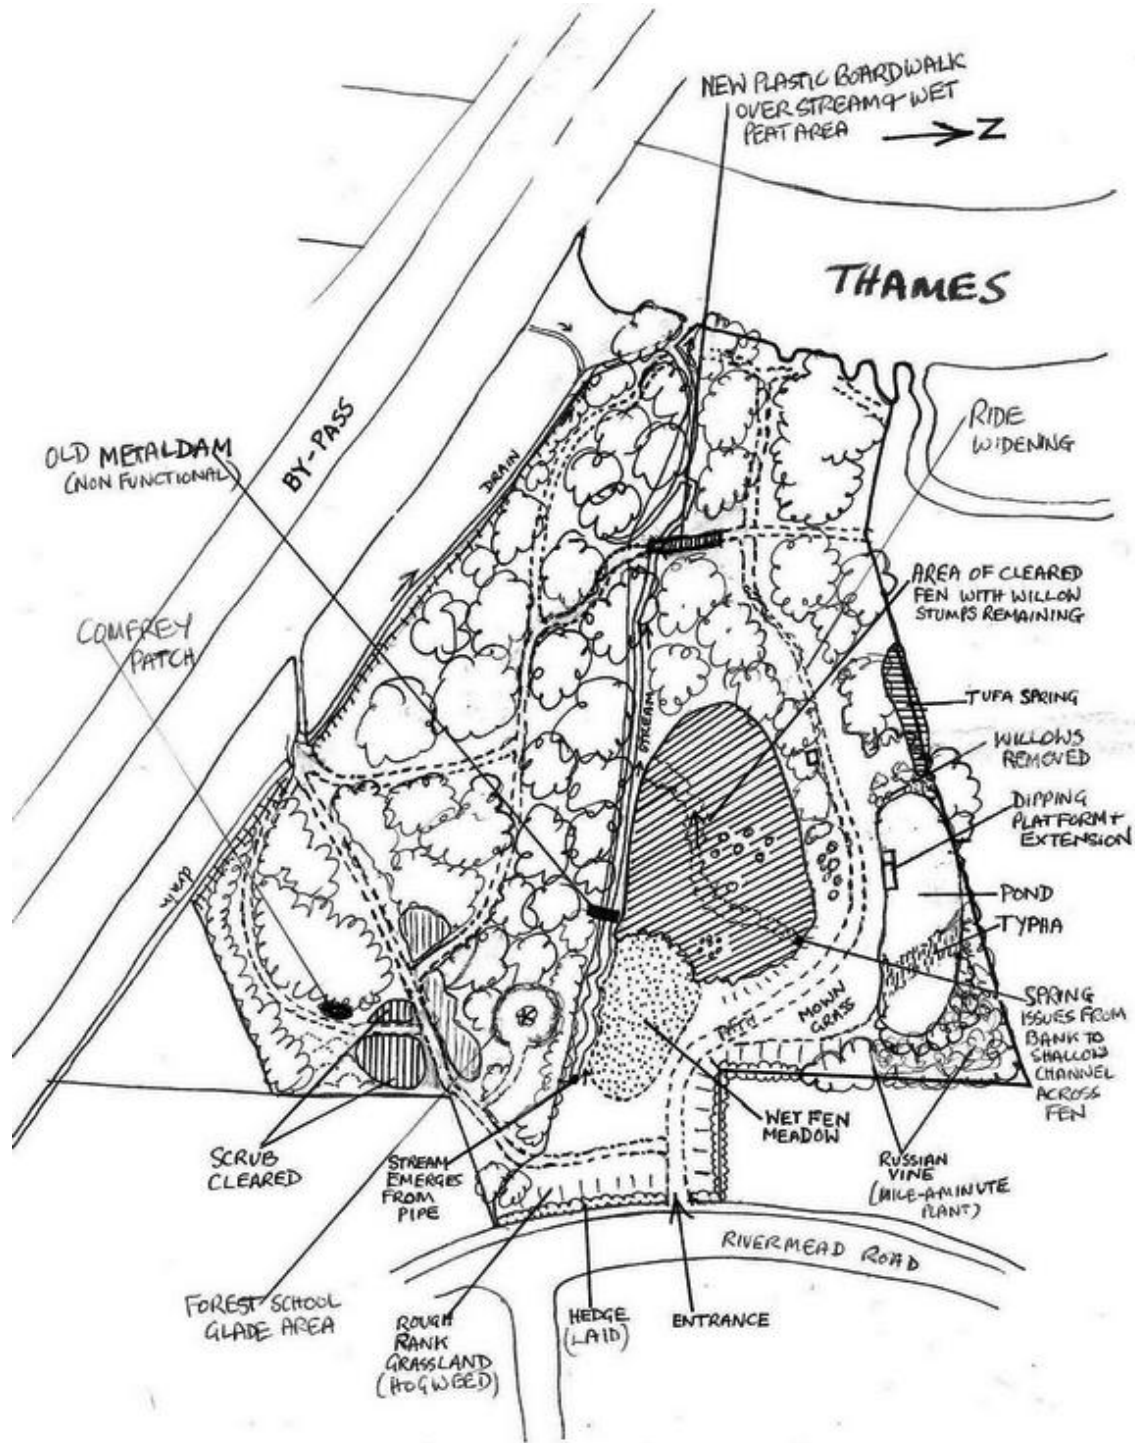 NEW PLASTIC BOARDWALK
OVER STREAM & WET
PEAT AREA
N
THAMES
BY-PASS
RIDE
WIDENING
OLD METAL DAM
(NON FUNCTIONAL)
DRAIN
AREA OF CLEARED
FEN WITH WILLOW
STUMPS REMAINING
COMFREY
PATCH
STREAM
TUFA SPRING
WILLOWS
REMOVED
DIPPING
PLATFORM +
EXTENSION
POND
TYPHA
DRAIN
MOWN
GRASS
PATH
SPRING
ISSUES FROM
BANK TO
SHALLOW
CHANNEL
ACROSS
FEN
WET FEN
MEADOW
SCRUB
CLEARED
STREAM
EMERGES
FROM
PIPE
RUSSIAN
VINE
(MILE-A-MINUTE
PLANT)
RIVERMEAD ROAD
FOREST SCHOOL
GLADE AREA
ROUGH
RANK
GRASSLAND
(HOGWEED)
HEDGE
(LAID)
ENTRANCE